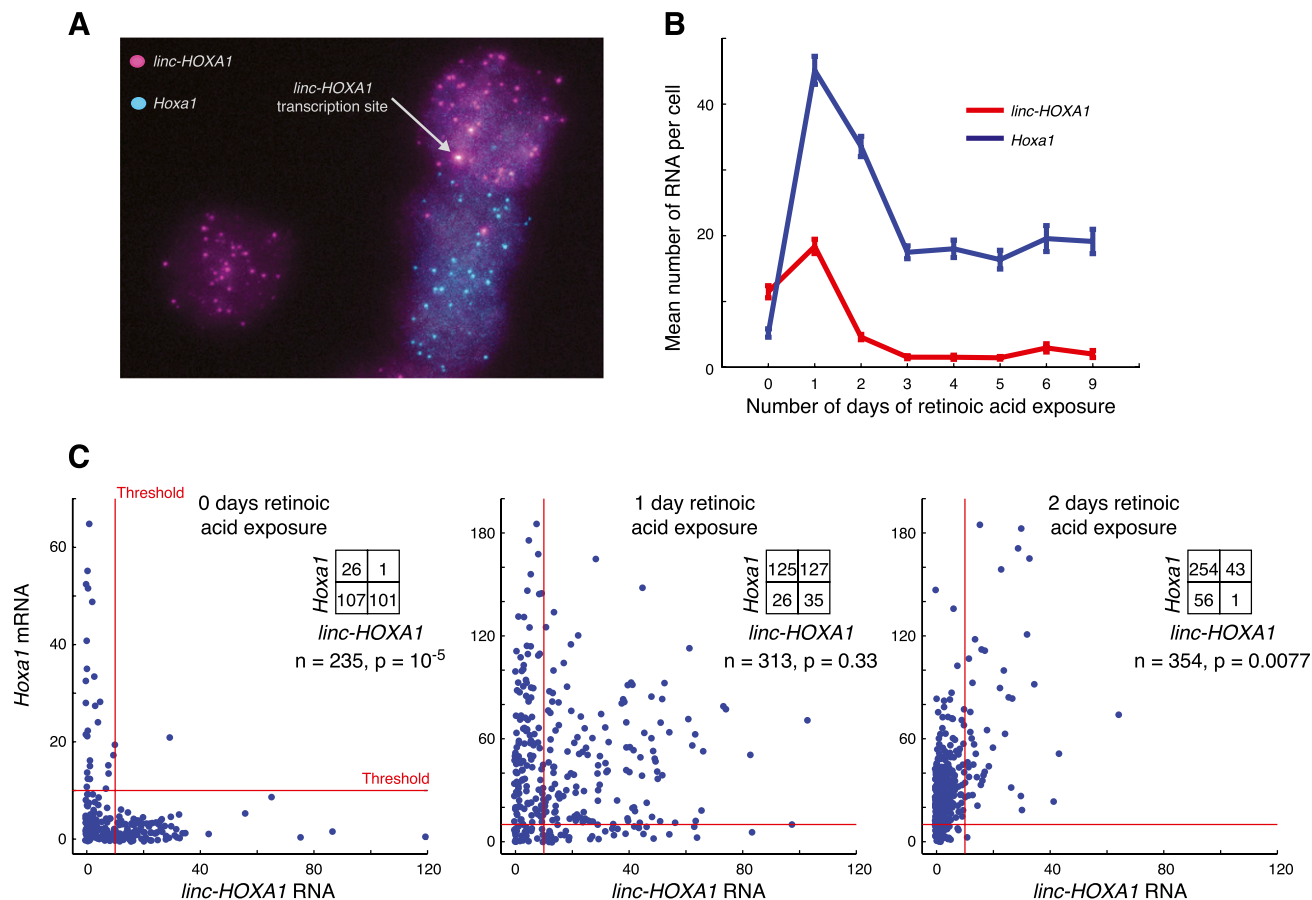 A
linc-HOXA1
Hoxa1
linc-HOXA1
transcription site
B
Mean number of RNA per cell
40
20
0
linc-HOXA1
Hoxa1
0 1 2 3 4 5 6 9
Number of days of retinoic acid exposure
C
Hoxa1 mRNA
60
40
20
0
Threshold
0 days retinoic
acid exposure
Hoxa1
26 1
107 101
linc-HOXA1
n = 235, p = 10-5
Threshold
0 40 80 120
linc-HOXA1 RNA
180
120
60
0
1 day retinoic
acid exposure
Hoxa1
125 127
26 35
linc-HOXA1
n = 313, p = 0.33
0 40 80 120
linc-HOXA1 RNA
180
120
60
0
2 days retinoic
acid exposure
Hoxa1
254 43
56 1
linc-HOXA1
n = 354, p = 0.0077
0 40 80 120
linc-HOXA1 RNA